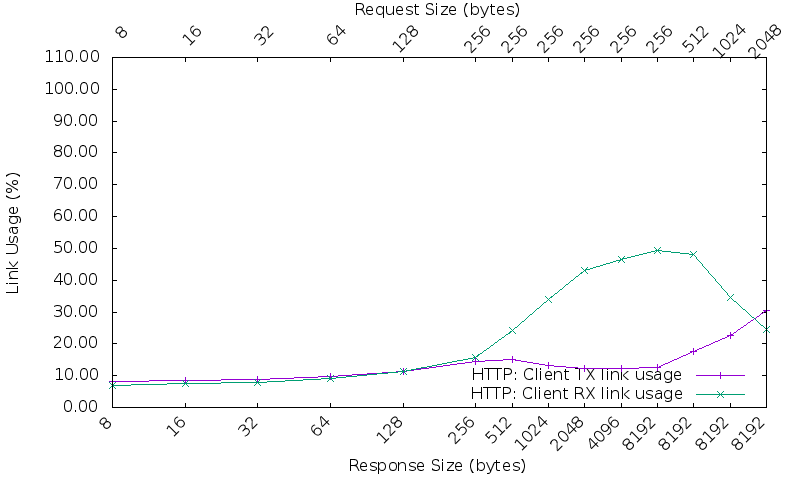 Request Size (bytes)
8 16 32 64 128 256 256 256 256 256 256 512 1024 2048
110.00
100.00
90.00
80.00
70.00
60.00
50.00
40.00
30.00
20.00
10.00
0.00
Link Usage (%)
HTTP: Client TX link usage
HTTP: Client RX link usage
8 16 32 64 128 256 512 1024 2048 4096 8192 8192 8192 8192
Response Size (bytes)